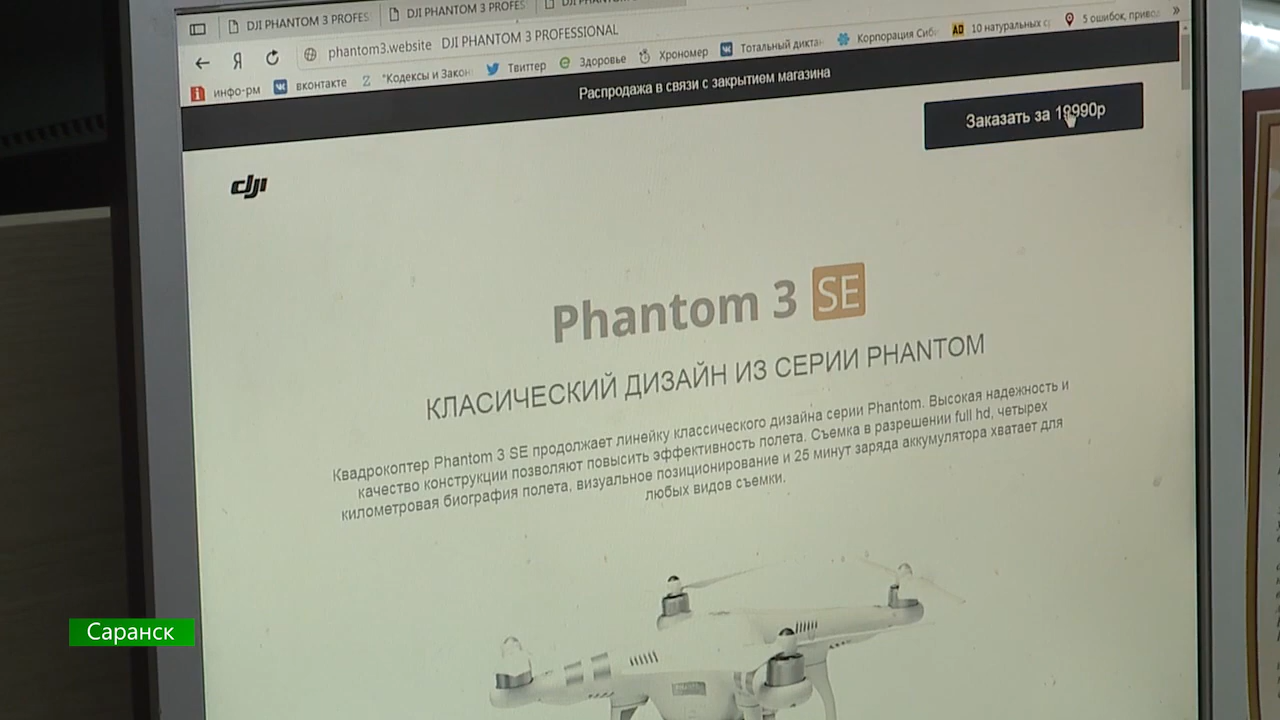 DJI PHANTOM 3 PROFES
DJI PHANTOM 3 PROFES
Я phantom3.website DJI PHANTOM 3 PROFESSIONAL
инфо-рм вконтакте "Кодексы и Закон Твиттер Здоровье Хрономер Тотальный диктан Корпорация Сиб 10 натуральных 5 ошибок,
Распродажа в связи с закрытием магазина
Заказать за 19990р
dji
Phantom 3 SE
КЛАСИЧЕСКИЙ ДИЗАЙН ИЗ СЕРИИ PHANTOM
Квадрокоптер Phantom 3 SE продолжает линейку классического дизайна серии Phantom. Высокая надежность и
качество конструкции позволяют повысить эффективность полета. Съемка в разрешении full hd, четырех
километровая биография полета, визуальное позиционирование и 25 минут заряда аккумулятора хватает для
любых видов съемки.
Саранск